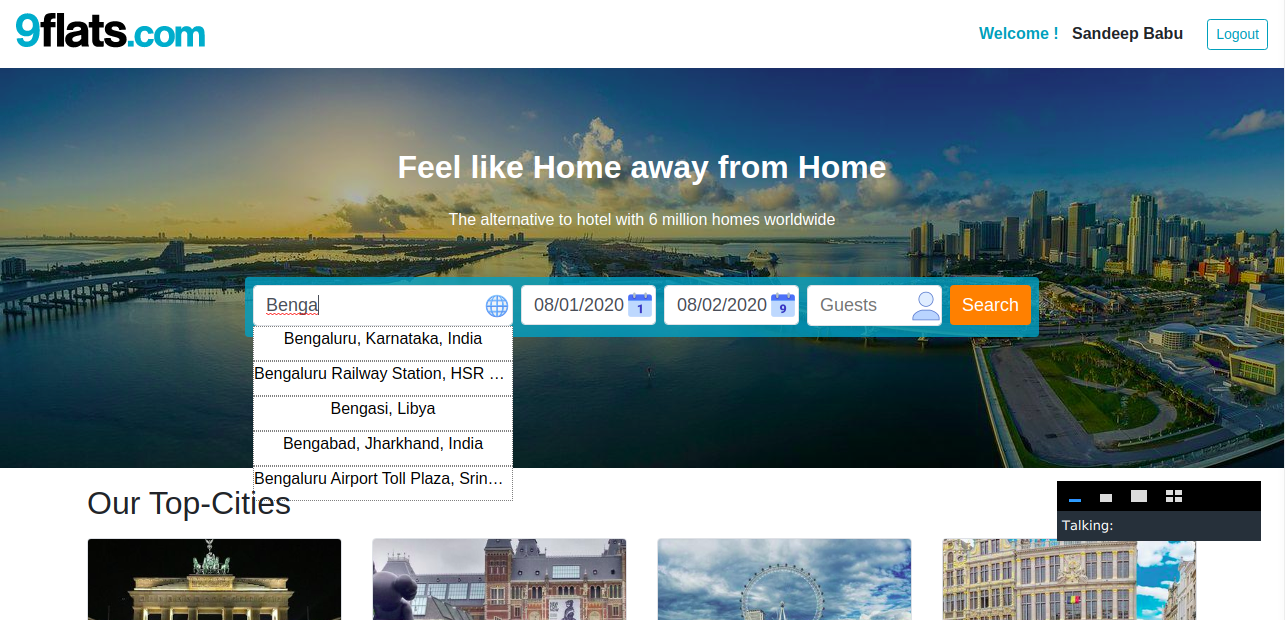 9flats.com
Welcome ! Sandeep Babu Logout
Feel like Home away from Home
The alternative to hotel with 6 million homes worldwide
Benga 08/01/2020 1 08/02/2020 9 Guests Search
Bengaluru, Karnataka, India
Bengaluru Railway Station, HSR …
Bengasi, Libya
Bengabad, Jharkhand, India
Bengaluru Airport Toll Plaza, Srin…
Our Top-Cities
Talking: